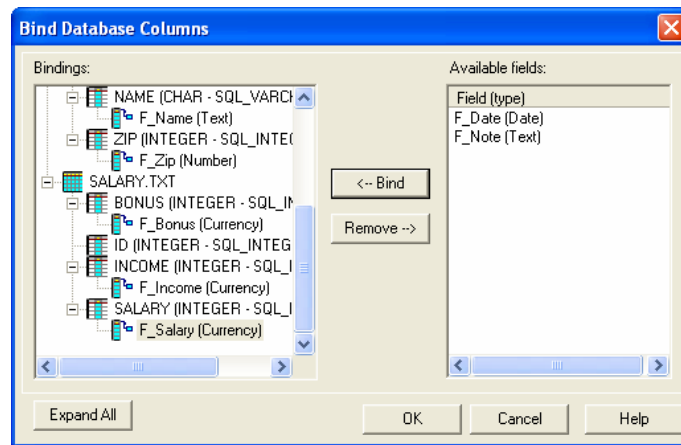 Bind Database Columns
Bindings:
NAME (CHAR - SQL_VARCH
F_Name (Text)
ZIP (INTEGER - SQL_INTE
F_Zip (Number)
SALARY.TXT
BONUS (INTEGER - SQL_IN
F_Bonus (Currency)
ID (INTEGER - SQL_INTEG
INCOME (INTEGER - SQL_I
F_Income (Currency)
SALARY (INTEGER - SQL_I
F_Salary (Currency)
Expand All
<-- Bind
Remove -->
Available fields:
Field (type)
F_Date (Date)
F_Note (Text)
OK
Cancel
Help